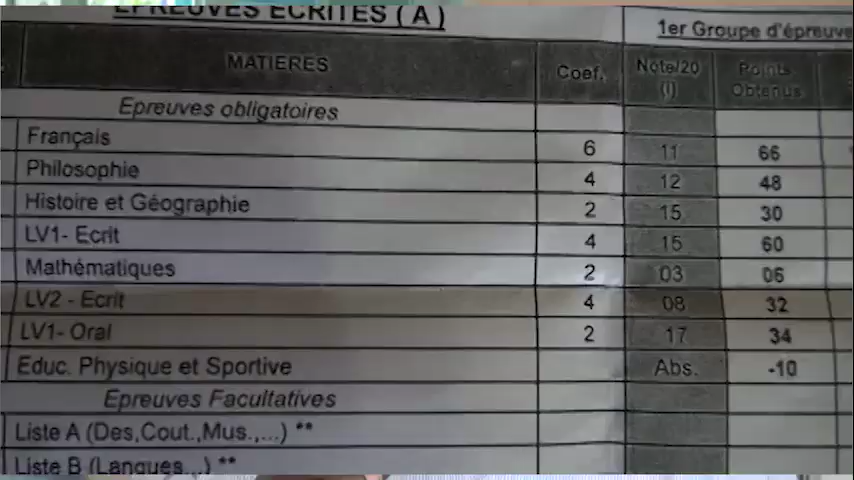 EPREUVES ECRITES ( A )
1er Groupe d'épreuve
MATIERES Coef. Note/20 (I) Points Obtenus
Epreuves obligatoires
Français 6 11 66
Philosophie 4 12 48
Histoire et Géographie 2 15 30
LV1- Ecrit 4 15 60
Mathématiques 2 03 06
LV2 - Ecrit 4 08 32
LV1- Oral 2 17 34
Educ. Physique et Sportive Abs. -10
Epreuves Facultatives
Liste A (Des,Cout.,Mus.,...) **
Liste B (Langues...) **